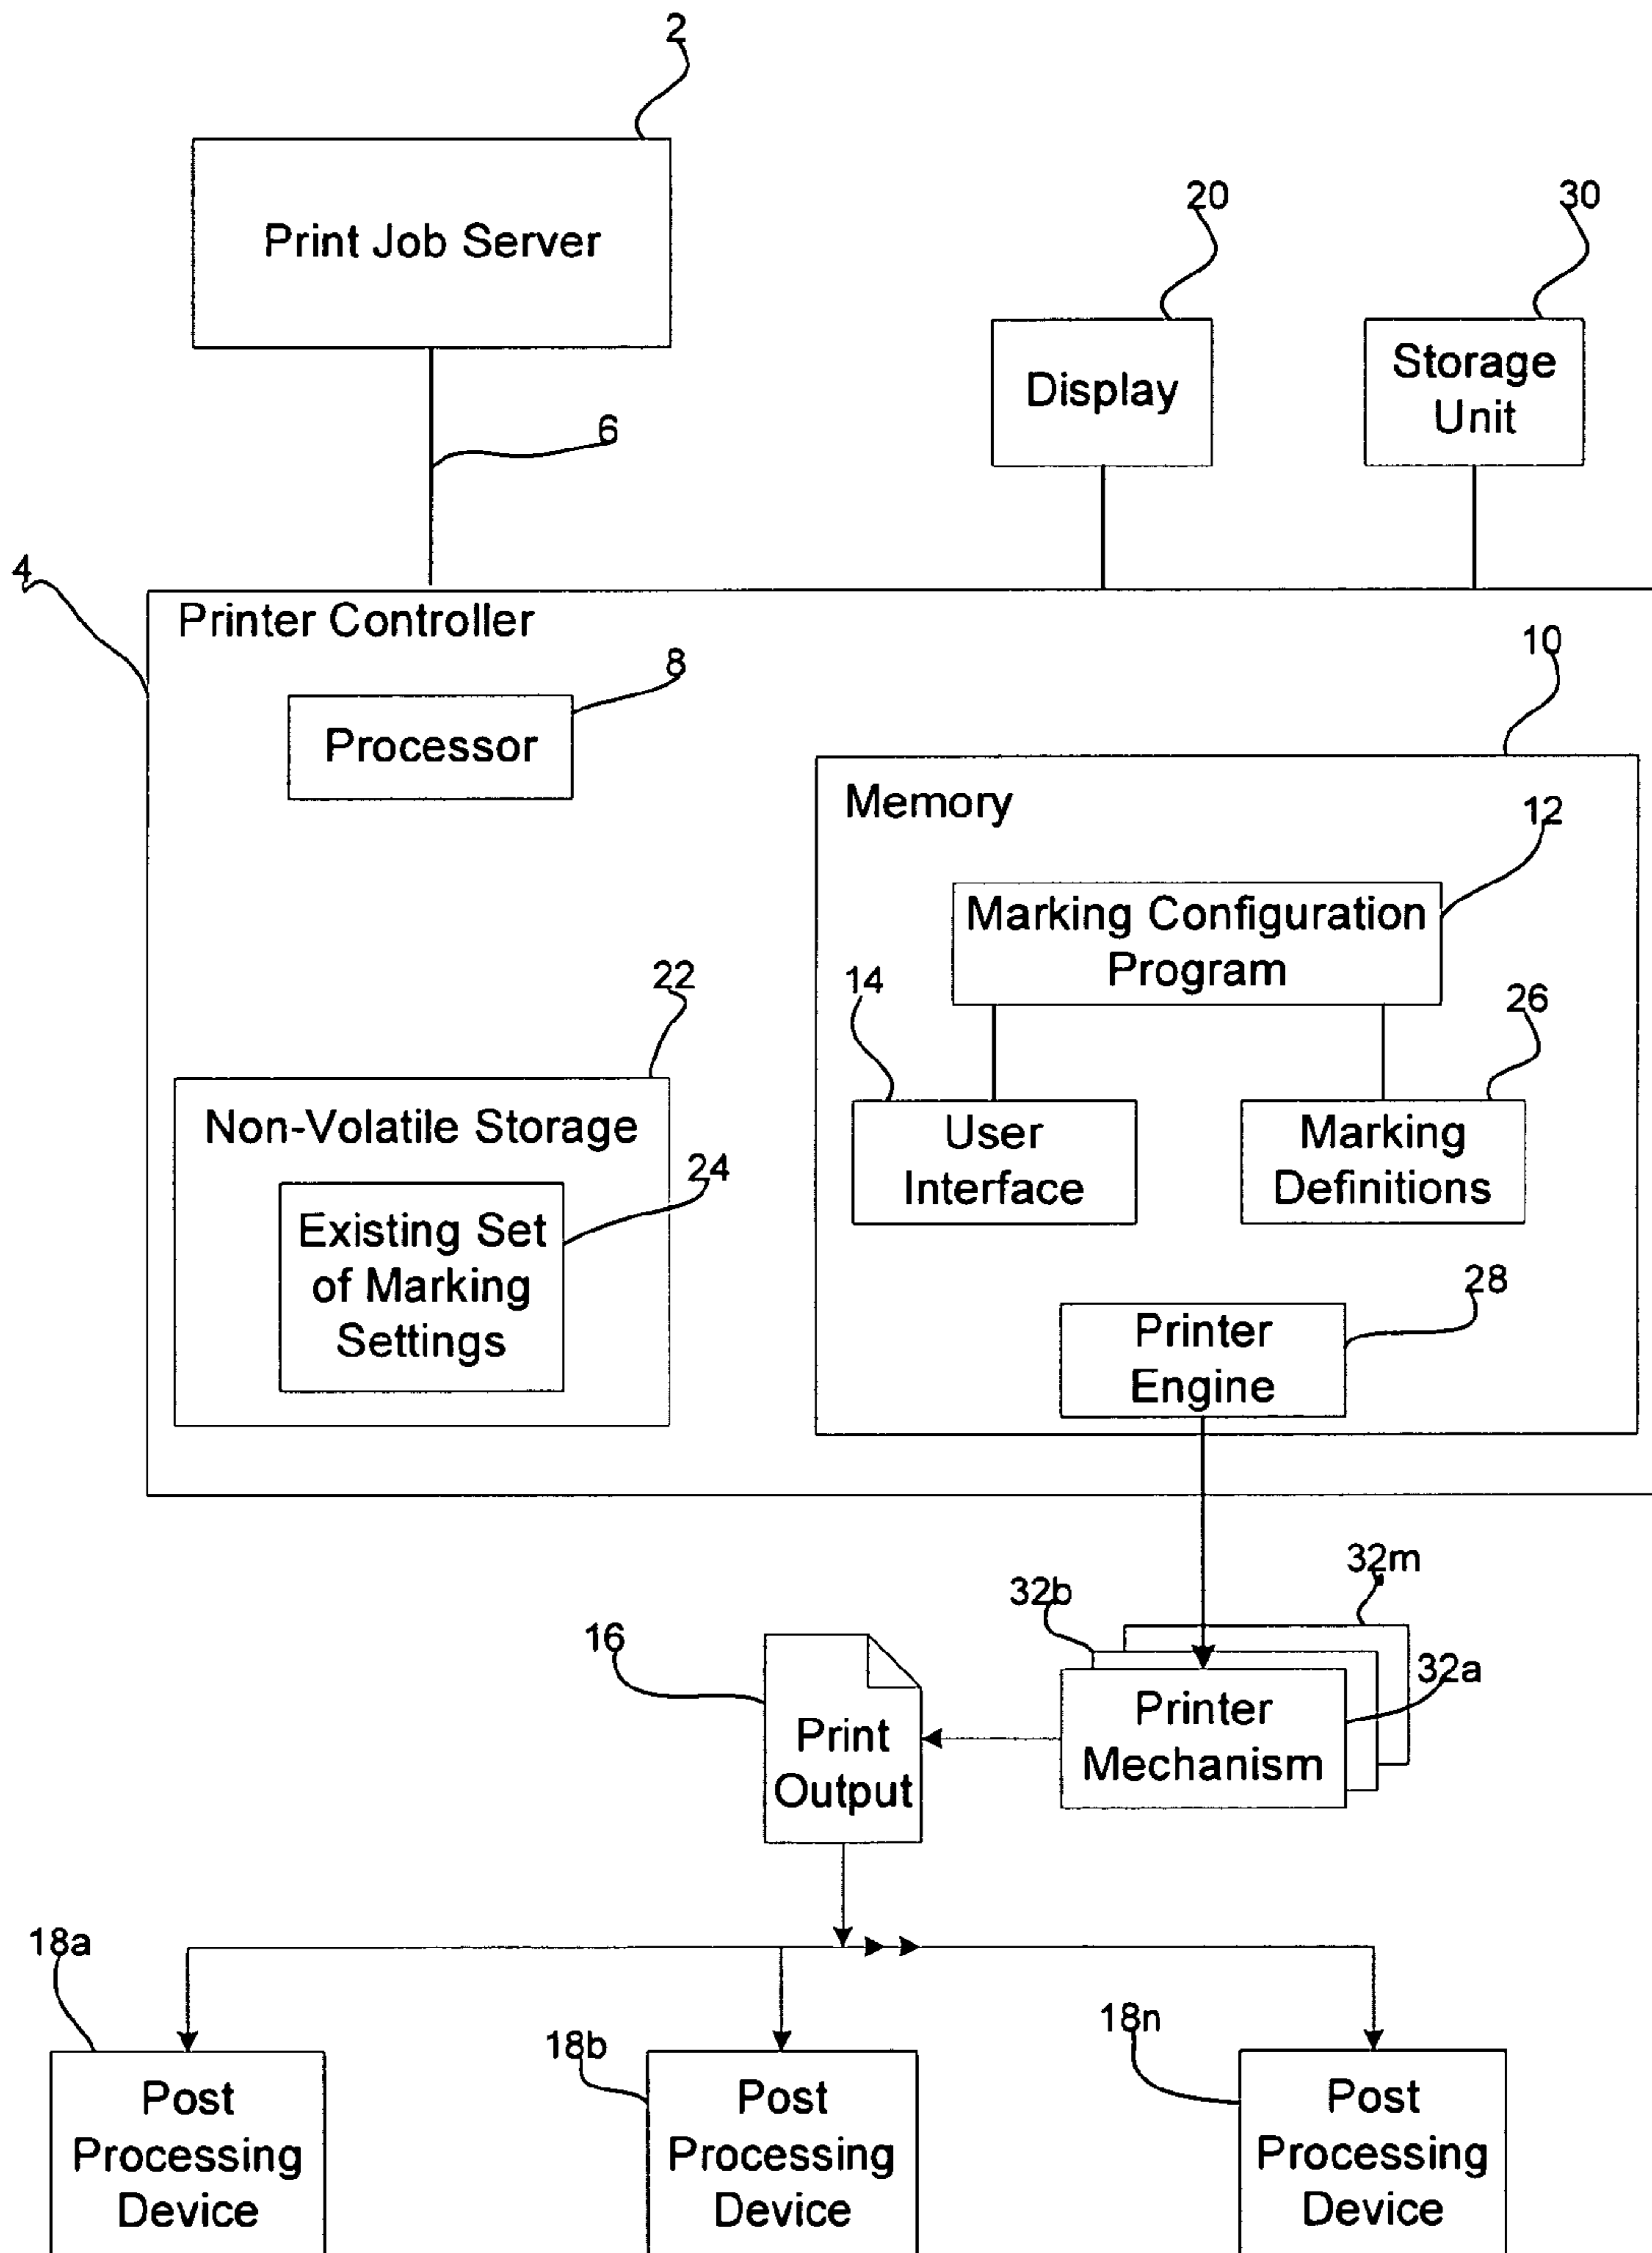 2
Print Job Server
20
30
Display
Storage
Unit
6
4
Printer Controller
8
Processor
10
Memory
12
Marking Configuration
Program
14
26
User
Interface
Marking
Definitions
22
Non-Volatile Storage
24
Existing Set
of Marking
Settings
28
Printer
Engine
32m
32b
32a
16
Print
Output
Printer
Mechanism
18a
Post
Processing
Device
18b
Post
Processing
Device
18n
Post
Processing
Device